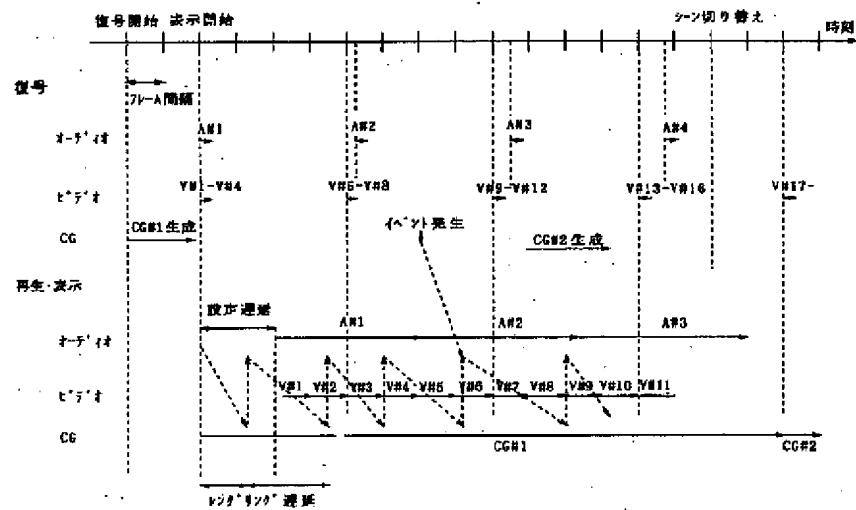 復号開始 表示開始 シーン切り替え
時刻
復号
フレーム間隔
オーディオ A#1 A#2 A#3 A#4
ビデオ V#1-V#4 V#5-V#8 V#9-V#12 V#13-V#16 V#17-
イベント発生
CG CG#1生成 CG#2生成
再生・表示
設定遅延
オーディオ A#1 A#2 A#3
ビデオ V#1 V#2 V#3 V#4 V#5 V#6 V#7 V#8 V#9 V#10 V#11
CG CG#1 CG#2
レンダリング遅延